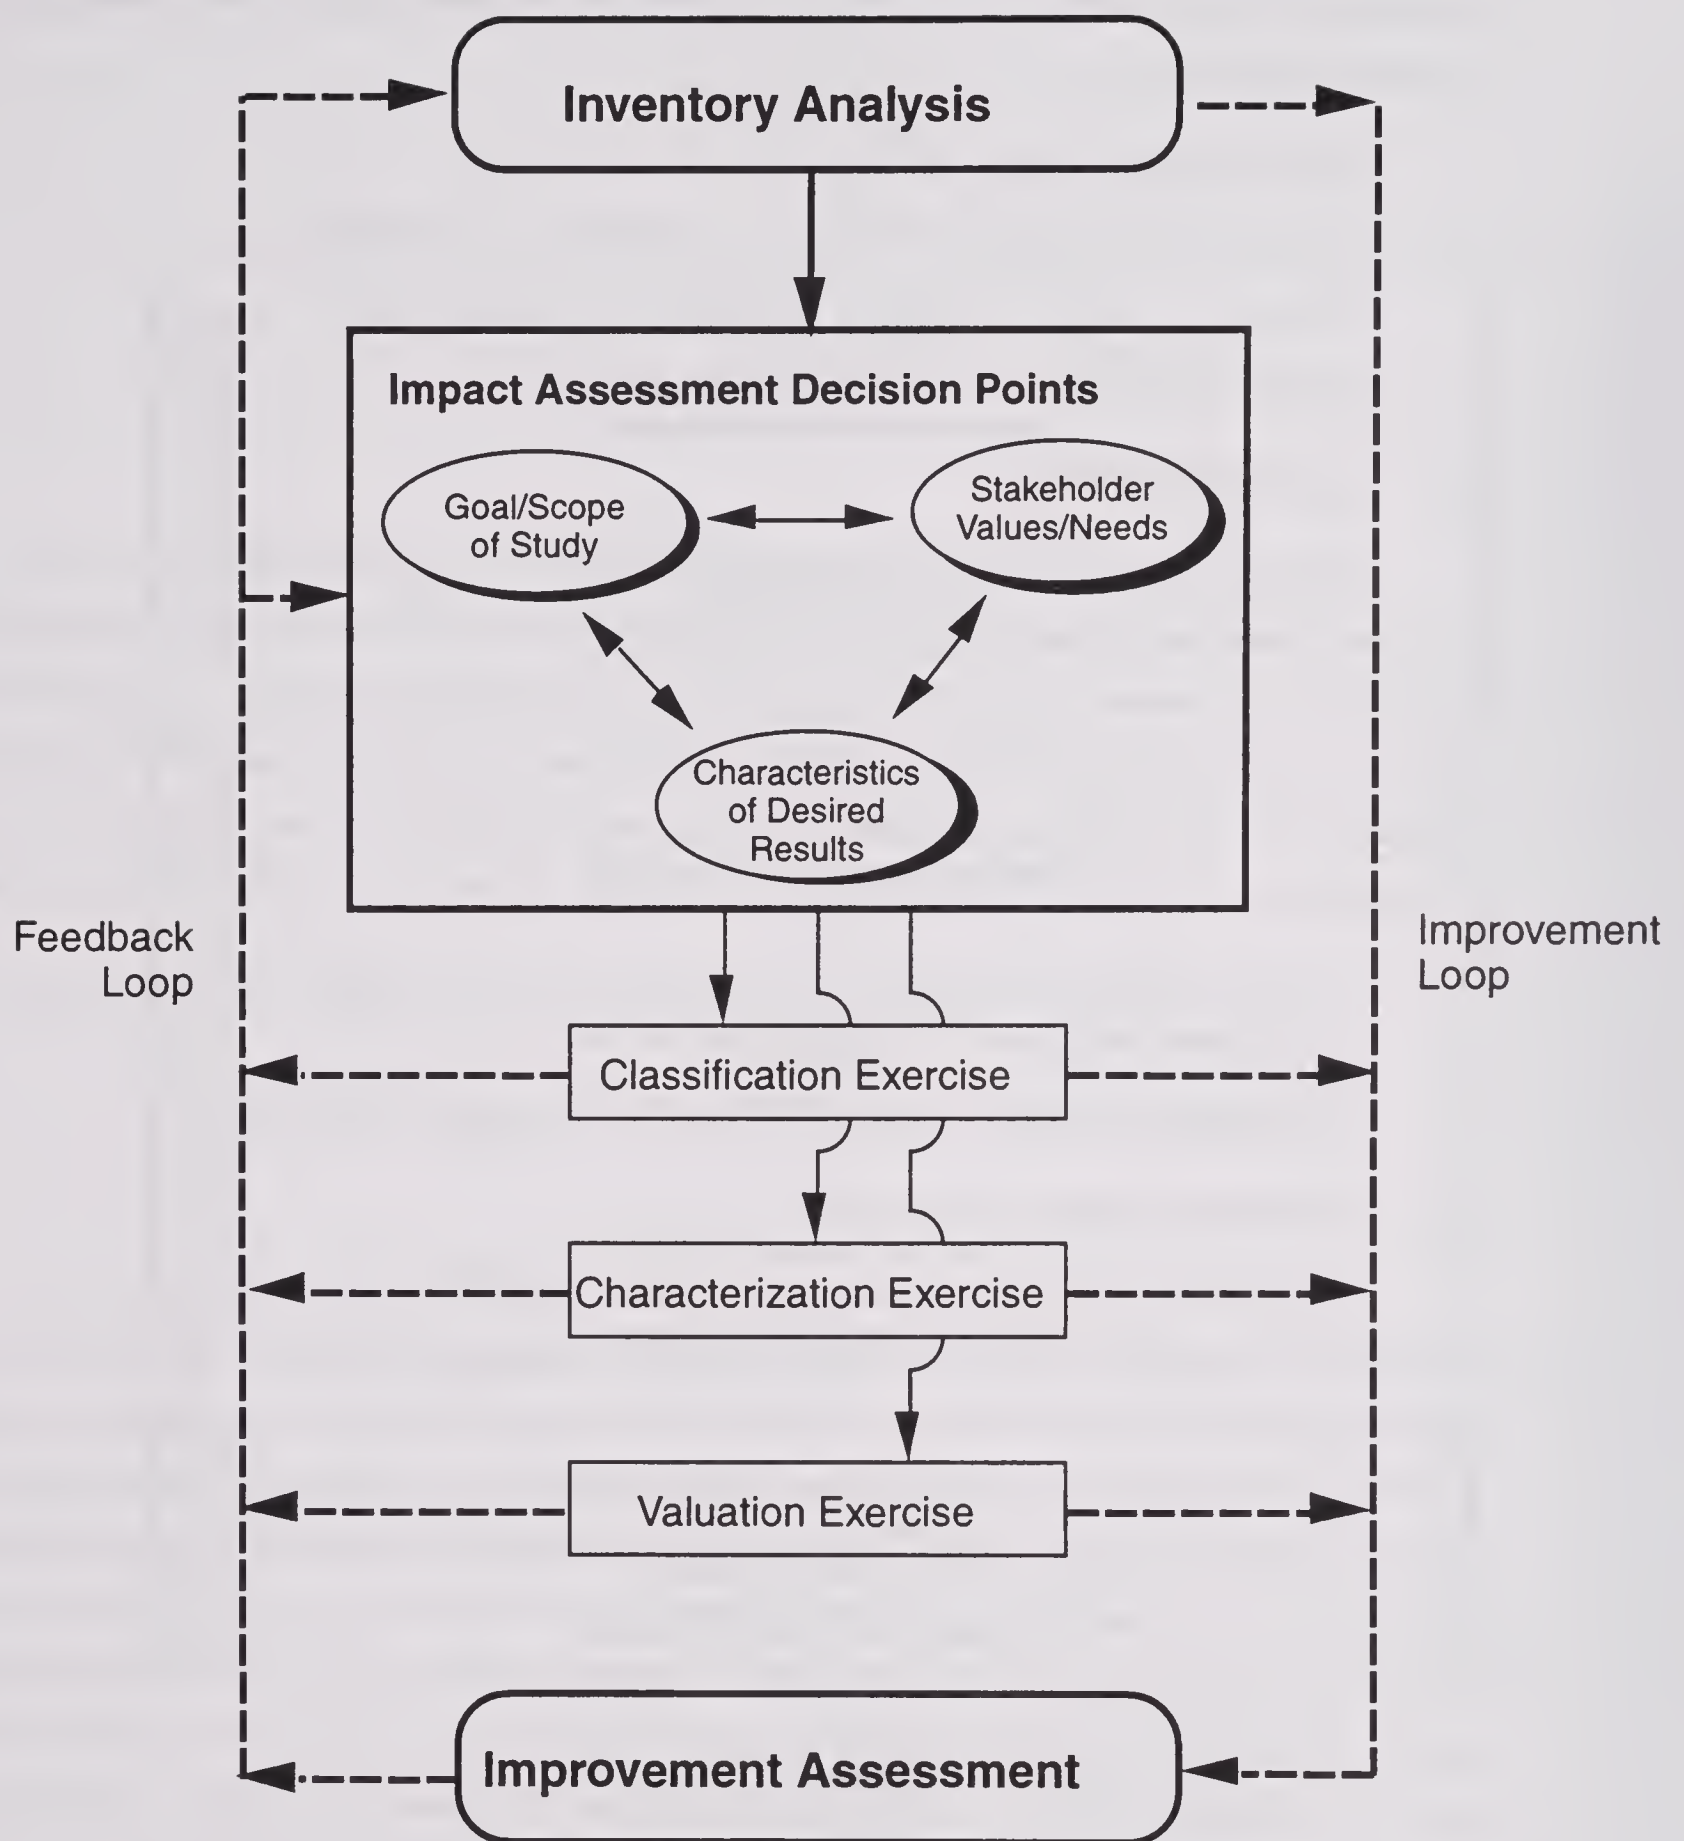 Inventory Analysis
Impact Assessment Decision Points
Goal/Scope
of Study
Stakeholder
Values/Needs
Characteristics
of Desired
Results
Feedback
Loop
Improvement
Loop
Classification Exercise
Characterization Exercise
Valuation Exercise
Improvement Assessment